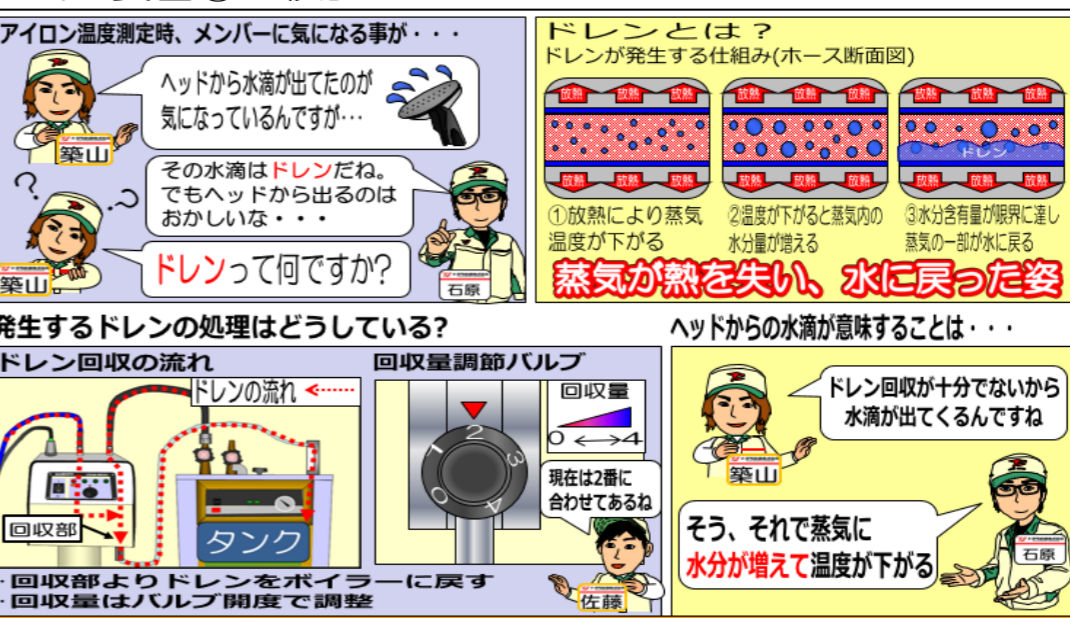 アイロン温度測定時、メンバーに気になる事が・・・
ヘッドから水滴が出てたのが
気になっているんですが…
築山
その水滴はドレンだね。
でもヘッドから出るのは
おかしいな・・・
ドレンって何ですか?
築山
石原
ドレンとは?
ドレンが発生する仕組み(ホース断面図)
放熱 放熱 放熱
放熱 放熱 放熱
放熱 放熱 放熱
ドレン
放熱 放熱 放熱
放熱 放熱 放熱
放熱 放熱 放熱
①放熱により蒸気
温度が下がる
②温度が下がると蒸気内の
水分量が増える
③水分含有量が限界に達し
蒸気の一部が水に戻る
蒸気が熱を失い、水に戻った姿
発生するドレンの処理はどうしている?
ドレン回収の流れ
ドレンの流れ
回収部
タンク
回収量調節バルブ
0
1
2
3
4
回収量
0 ⟷ 4
現在は2番に
合わせてあるね
佐藤
・回収部よりドレンをボイラーに戻す
・回収量はバルブ開度で調整
ヘッドからの水滴が意味することは・・・
ドレン回収が十分でないから
水滴が出てくるんですね
築山
そう、それで蒸気に
水分が増えて温度が下がる
石原